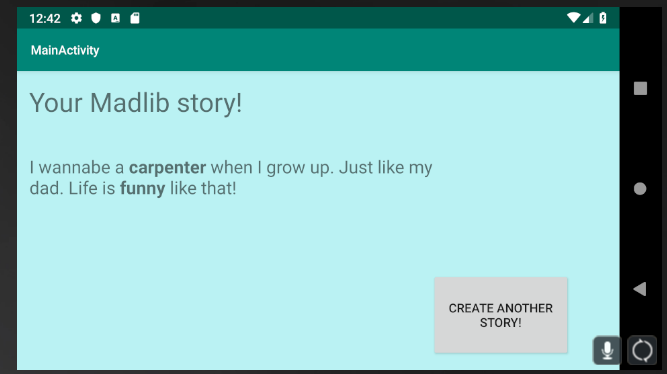 12:42
MainActivity
Your Madlib story!
I wannabe a carpenter when I grow up. Just like my
dad. Life is funny like that!
CREATE ANOTHER
STORY!